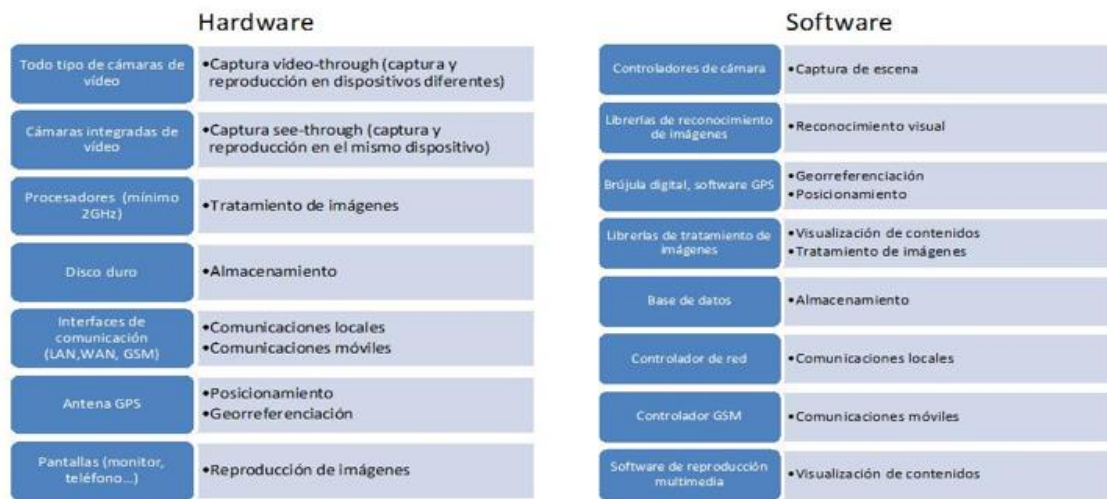 Hardware
Todo tipo de cámaras de
vídeo
•Captura video-through (captura y
reproducción en dispositivos diferentes)
Cámaras integradas de
vídeo
•Captura see-through (captura y
reproducción en el mismo dispositivo)
Procesadores (mínimo
2GHz)
•Tratamiento de imágenes
Disco duro
•Almacenamiento
Interfaces de
comunicación
(LAN,WAN, GSM)
•Comunicaciones locales
•Comunicaciones móviles
Antena GPS
•Posicionamiento
•Georreferenciación
Pantallas (monitor,
teléfono...)
•Reproducción de imágenes
Software
Controladores de cámara
•Captura de escena
Librerías de reconocimiento
de imágenes
•Reconocimiento visual
Brújula digital, software GPS
•Georreferenciación
•Posicionamiento
Librerías de tratamiento de
imágenes
•Visualización de contenidos
•Tratamiento de imágenes
Base de datos
•Almacenamiento
Controlador de red
•Comunicaciones locales
Controlador GSM
•Comunicaciones móviles
Software de reproducción
multimedia
•Visualización de contenidos